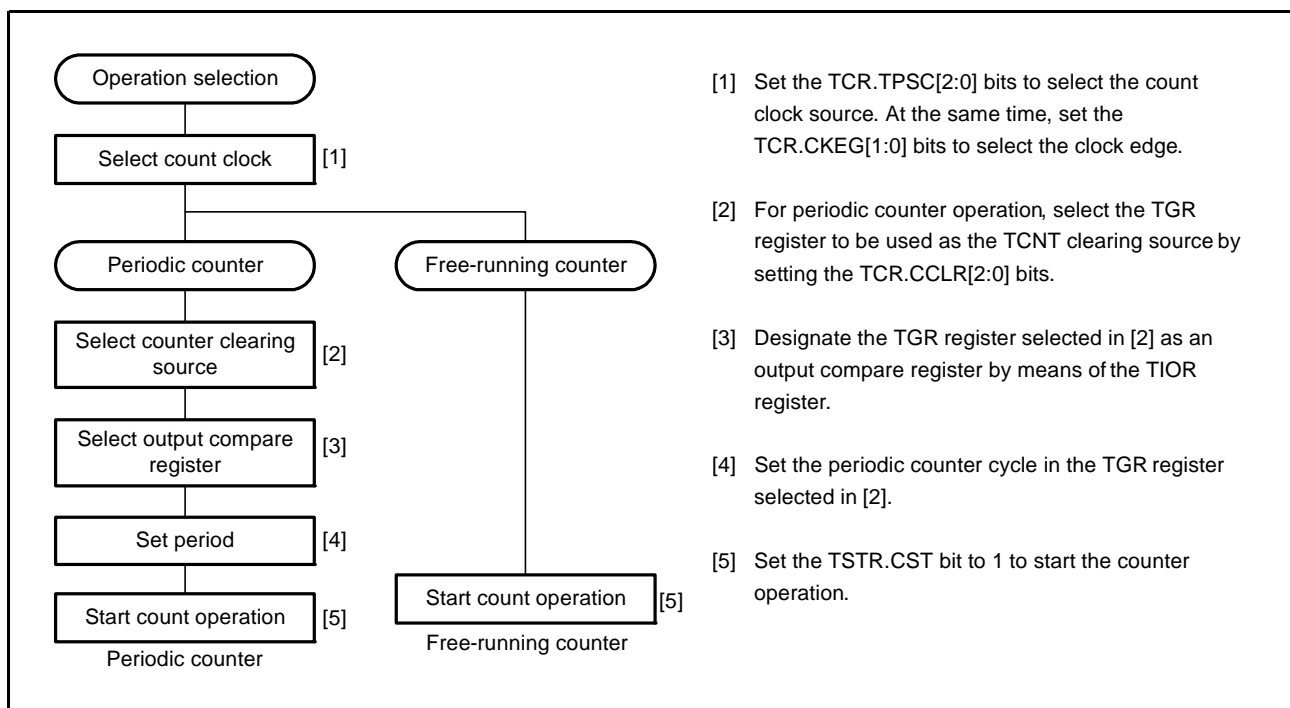 Operation selection
Select count clock
[1]
Periodic counter
Free-running counter
Select counter clearing
source
[2]
Select output compare
register
[3]
Set period
[4]
Start count operation
[5]
Periodic counter
Start count operation
[5]
Free-running counter
[1] Set the TCR.TPSC[2:0] bits to select the count
clock source. At the same time, set the
TCR.CKEG[1:0] bits to select the clock edge.
[2] For periodic counter operation, select the TGR
register to be used as the TCNT clearing source by
setting the TCR.CCLR[2:0] bits.
[3] Designate the TGR register selected in [2] as an
output compare register by means of the TIOR
register.
[4] Set the periodic counter cycle in the TGR register
selected in [2].
[5] Set the TSTR.CST bit to 1 to start the counter
operation.